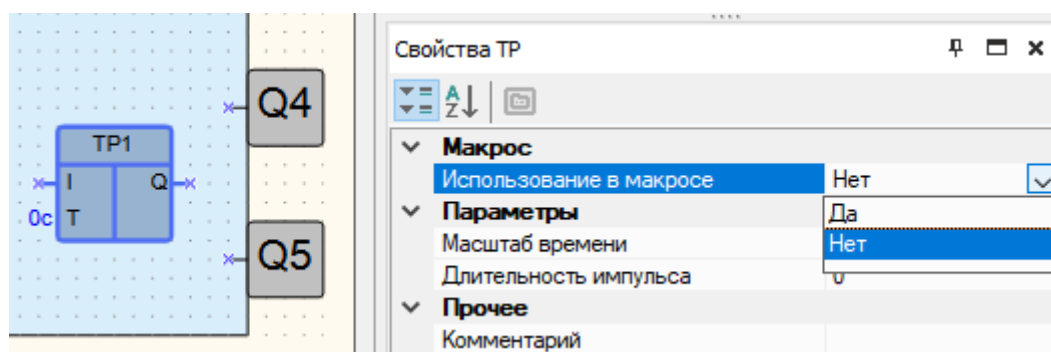 Q4
TP1
I Q
0с T
Q5
Свойства TP
Макрос
Использование в макросе Нет
Параметры Да
Масштаб времени Нет
Длительность импульса 0
Прочее
Комментарий